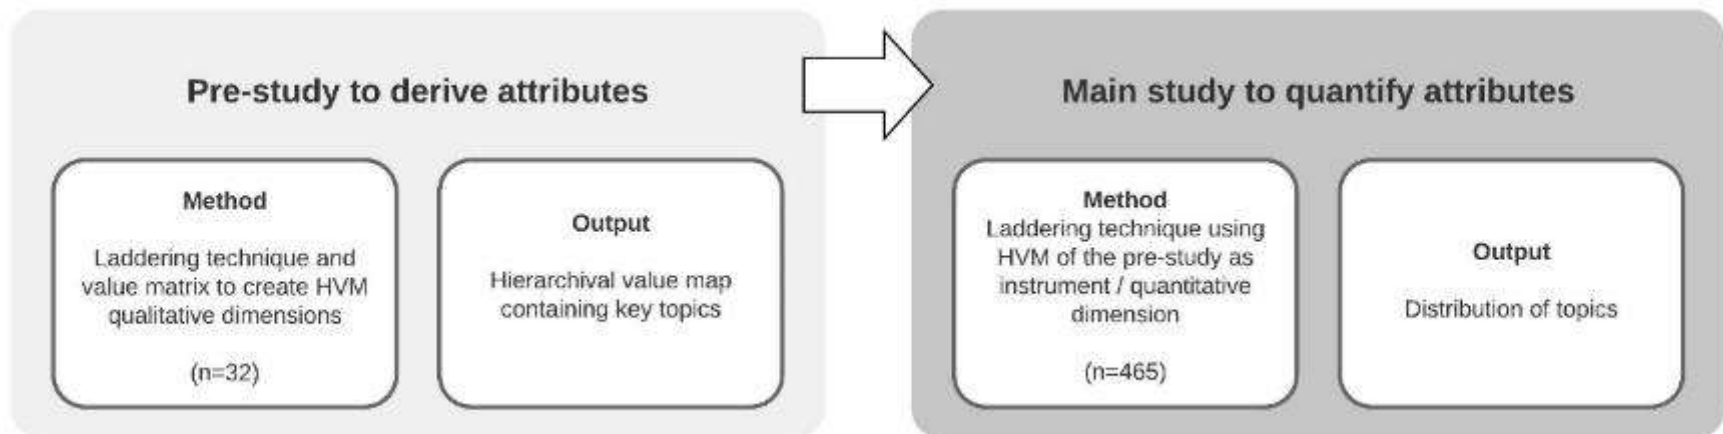 Pre-study to derive attributes
Method
Laddering technique and
value matrix to create HVM
qualitative dimensions
(n=32)
Output
Hierarchival value map
containing key topics
Main study to quantify attributes
Method
Laddering technique using
HVM of the pre-study as
instrument / quantitative
dimension
(n=465)
Output
Distribution of topics